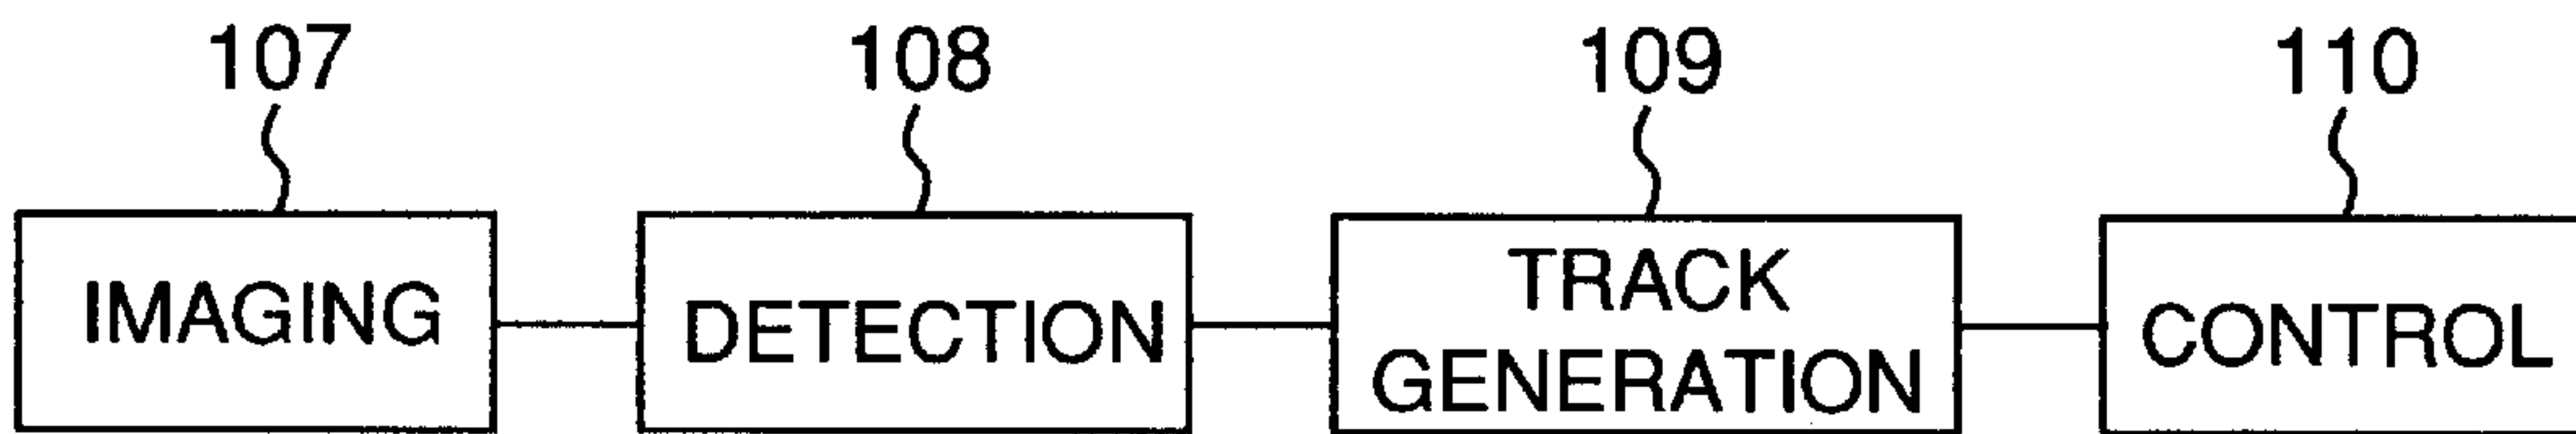 107 108 109 110
IMAGING
DETECTION
TRACK
GENERATION
CONTROL